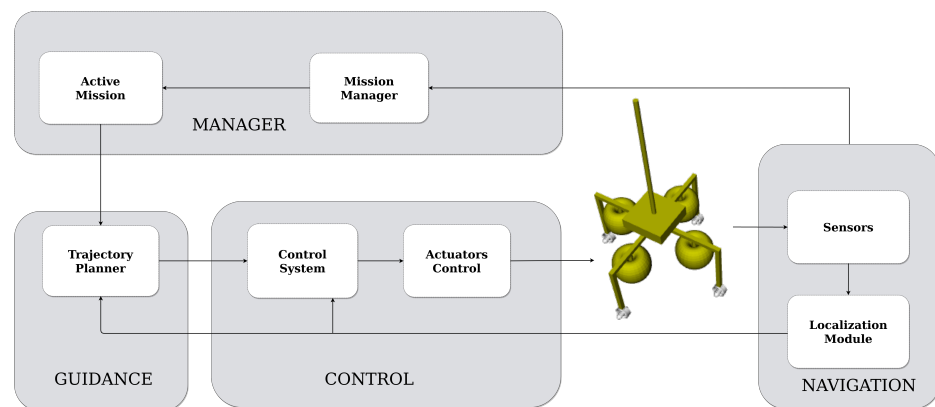 Active
Mission
Mission
Manager
MANAGER
Trajectory
Planner
GUIDANCE
Control
System
Actuators
Control
CONTROL
Sensors
Localization
Module
NAVIGATION